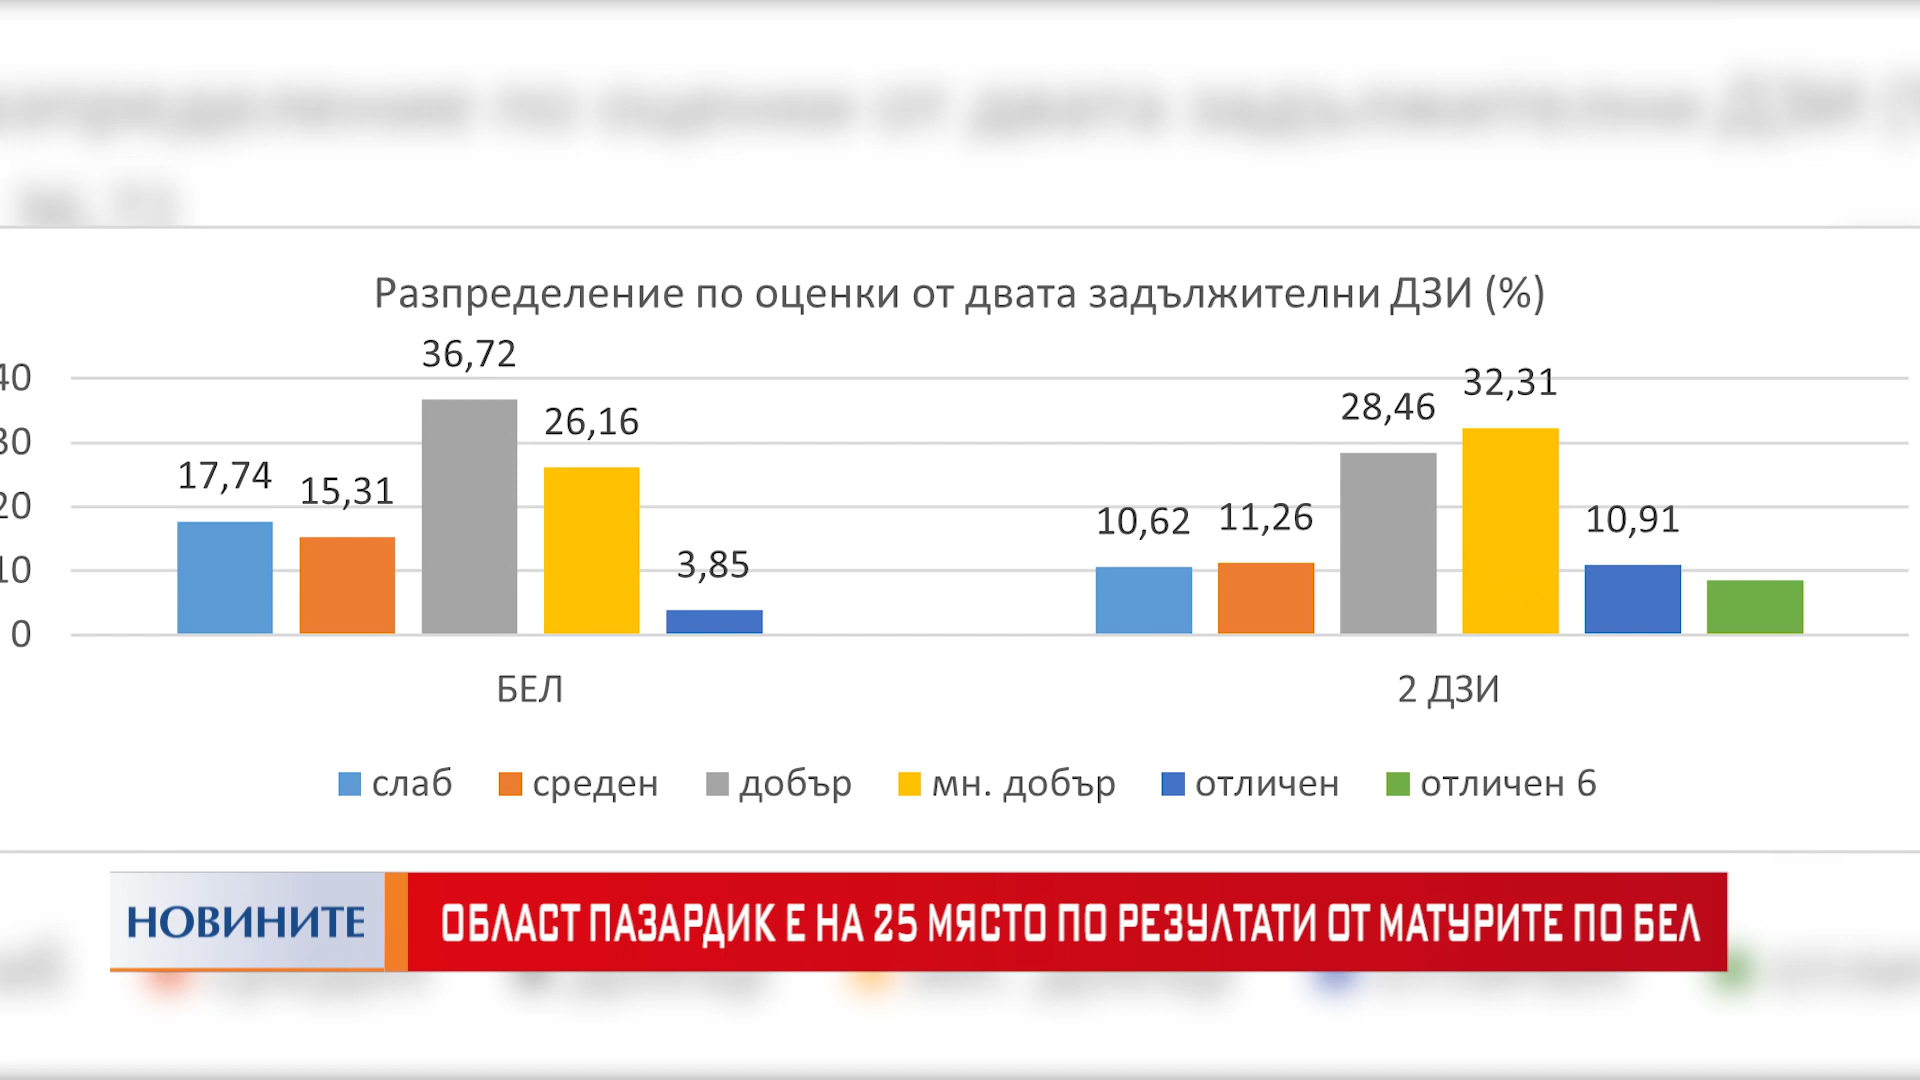 Разпределение по оценки от двата задължителни ДЗИ (%)
36,72
40
32,31
28,46
26,16
30
17,74
15,31
20
10,62
11,26
10,91
3,85
10
0
БЕЛ
2 ДЗИ
слаб
среден
добър
мн. добър
отличен
отличен 6
НОВИНИТЕ
ОБЛАСТ ПАЗАРДИК Е НА 25 МЯСТО ПО РЕЗУЛТАТИ ОТ МАТУРИТЕ ПО БЕЛ